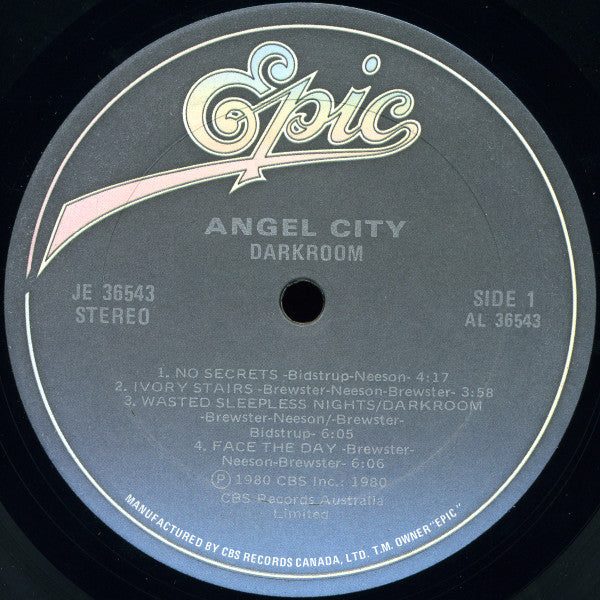 Epic
ANGEL CITY
DARKROOM
JE 36543
STEREO
SIDE 1
AL 36543
1. NO SECRETS -Bidstrup-Neeson- 4:17
2. IVORY STAIRS -Brewster-Neeson-Brewster- 3:58
3. WASTED SLEEPLESS NIGHTS/DARKROOM
-Brewster-Neeson/-Brewster-
Bidstrup- 6:05
4. FACE THE DAY -Brewster-
Neeson-Brewster- 6:06
Ⓟ 1980 CBS Inc.: 1980
CBS Records Australia
Limited
MANUFACTURED BY CBS RECORDS CANADA, LTD. T.M. OWNER "EPIC"